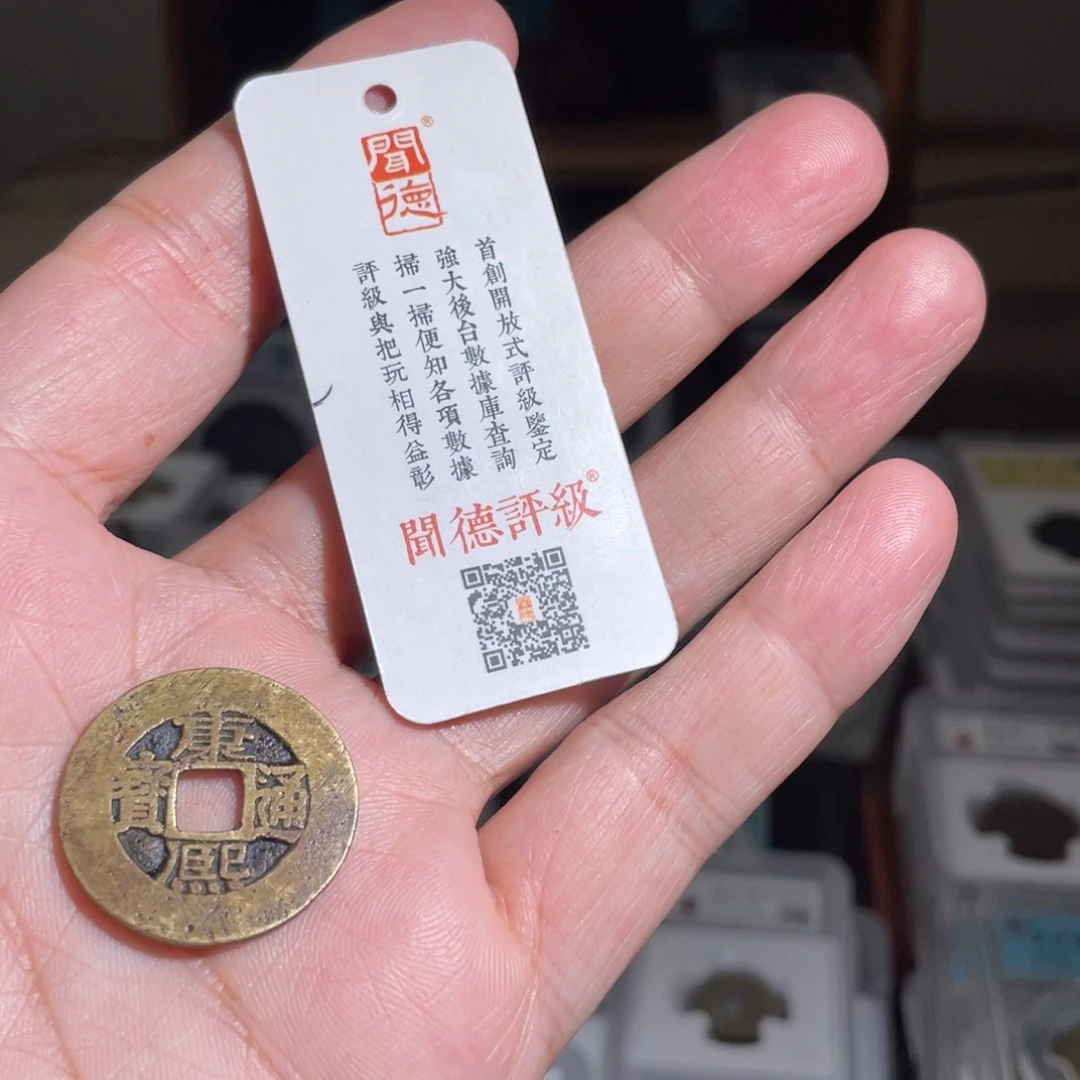 聞德
首創開放式評級鑒定
強大後台數據庫查詢
掃一掃便知各項數據
評級與把玩相得益彰
聞德評級
康熙通寶